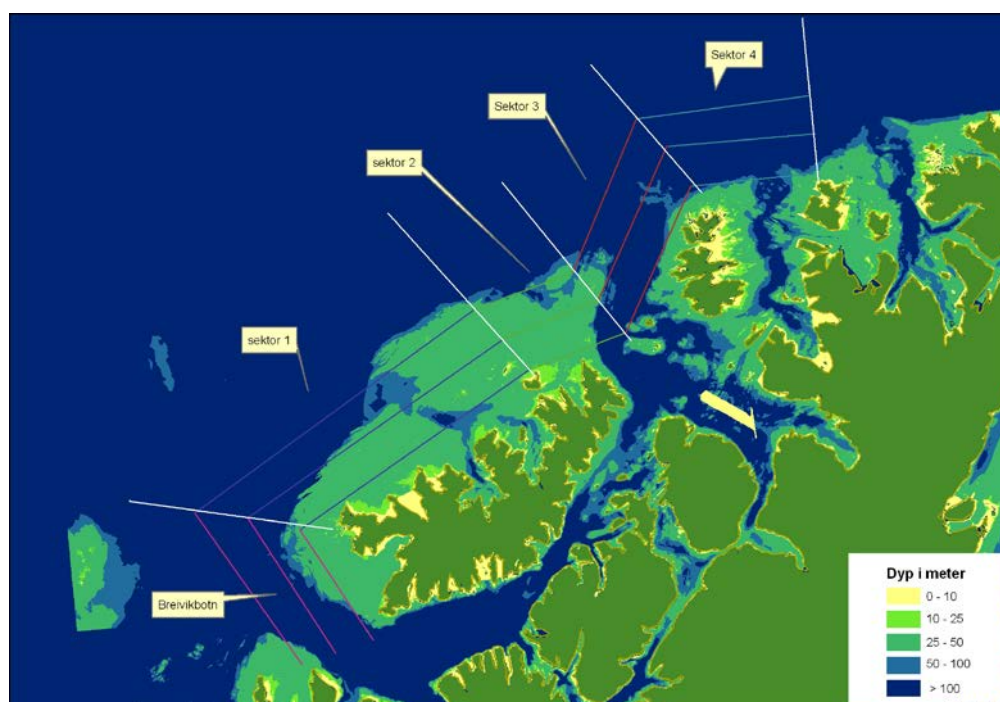 Sektor 4
Sektor 3
sektor 2
sektor 1
Breivikbotn
Dyp i meter
0 - 10
10 - 25
25 - 50
50 - 100
> 100